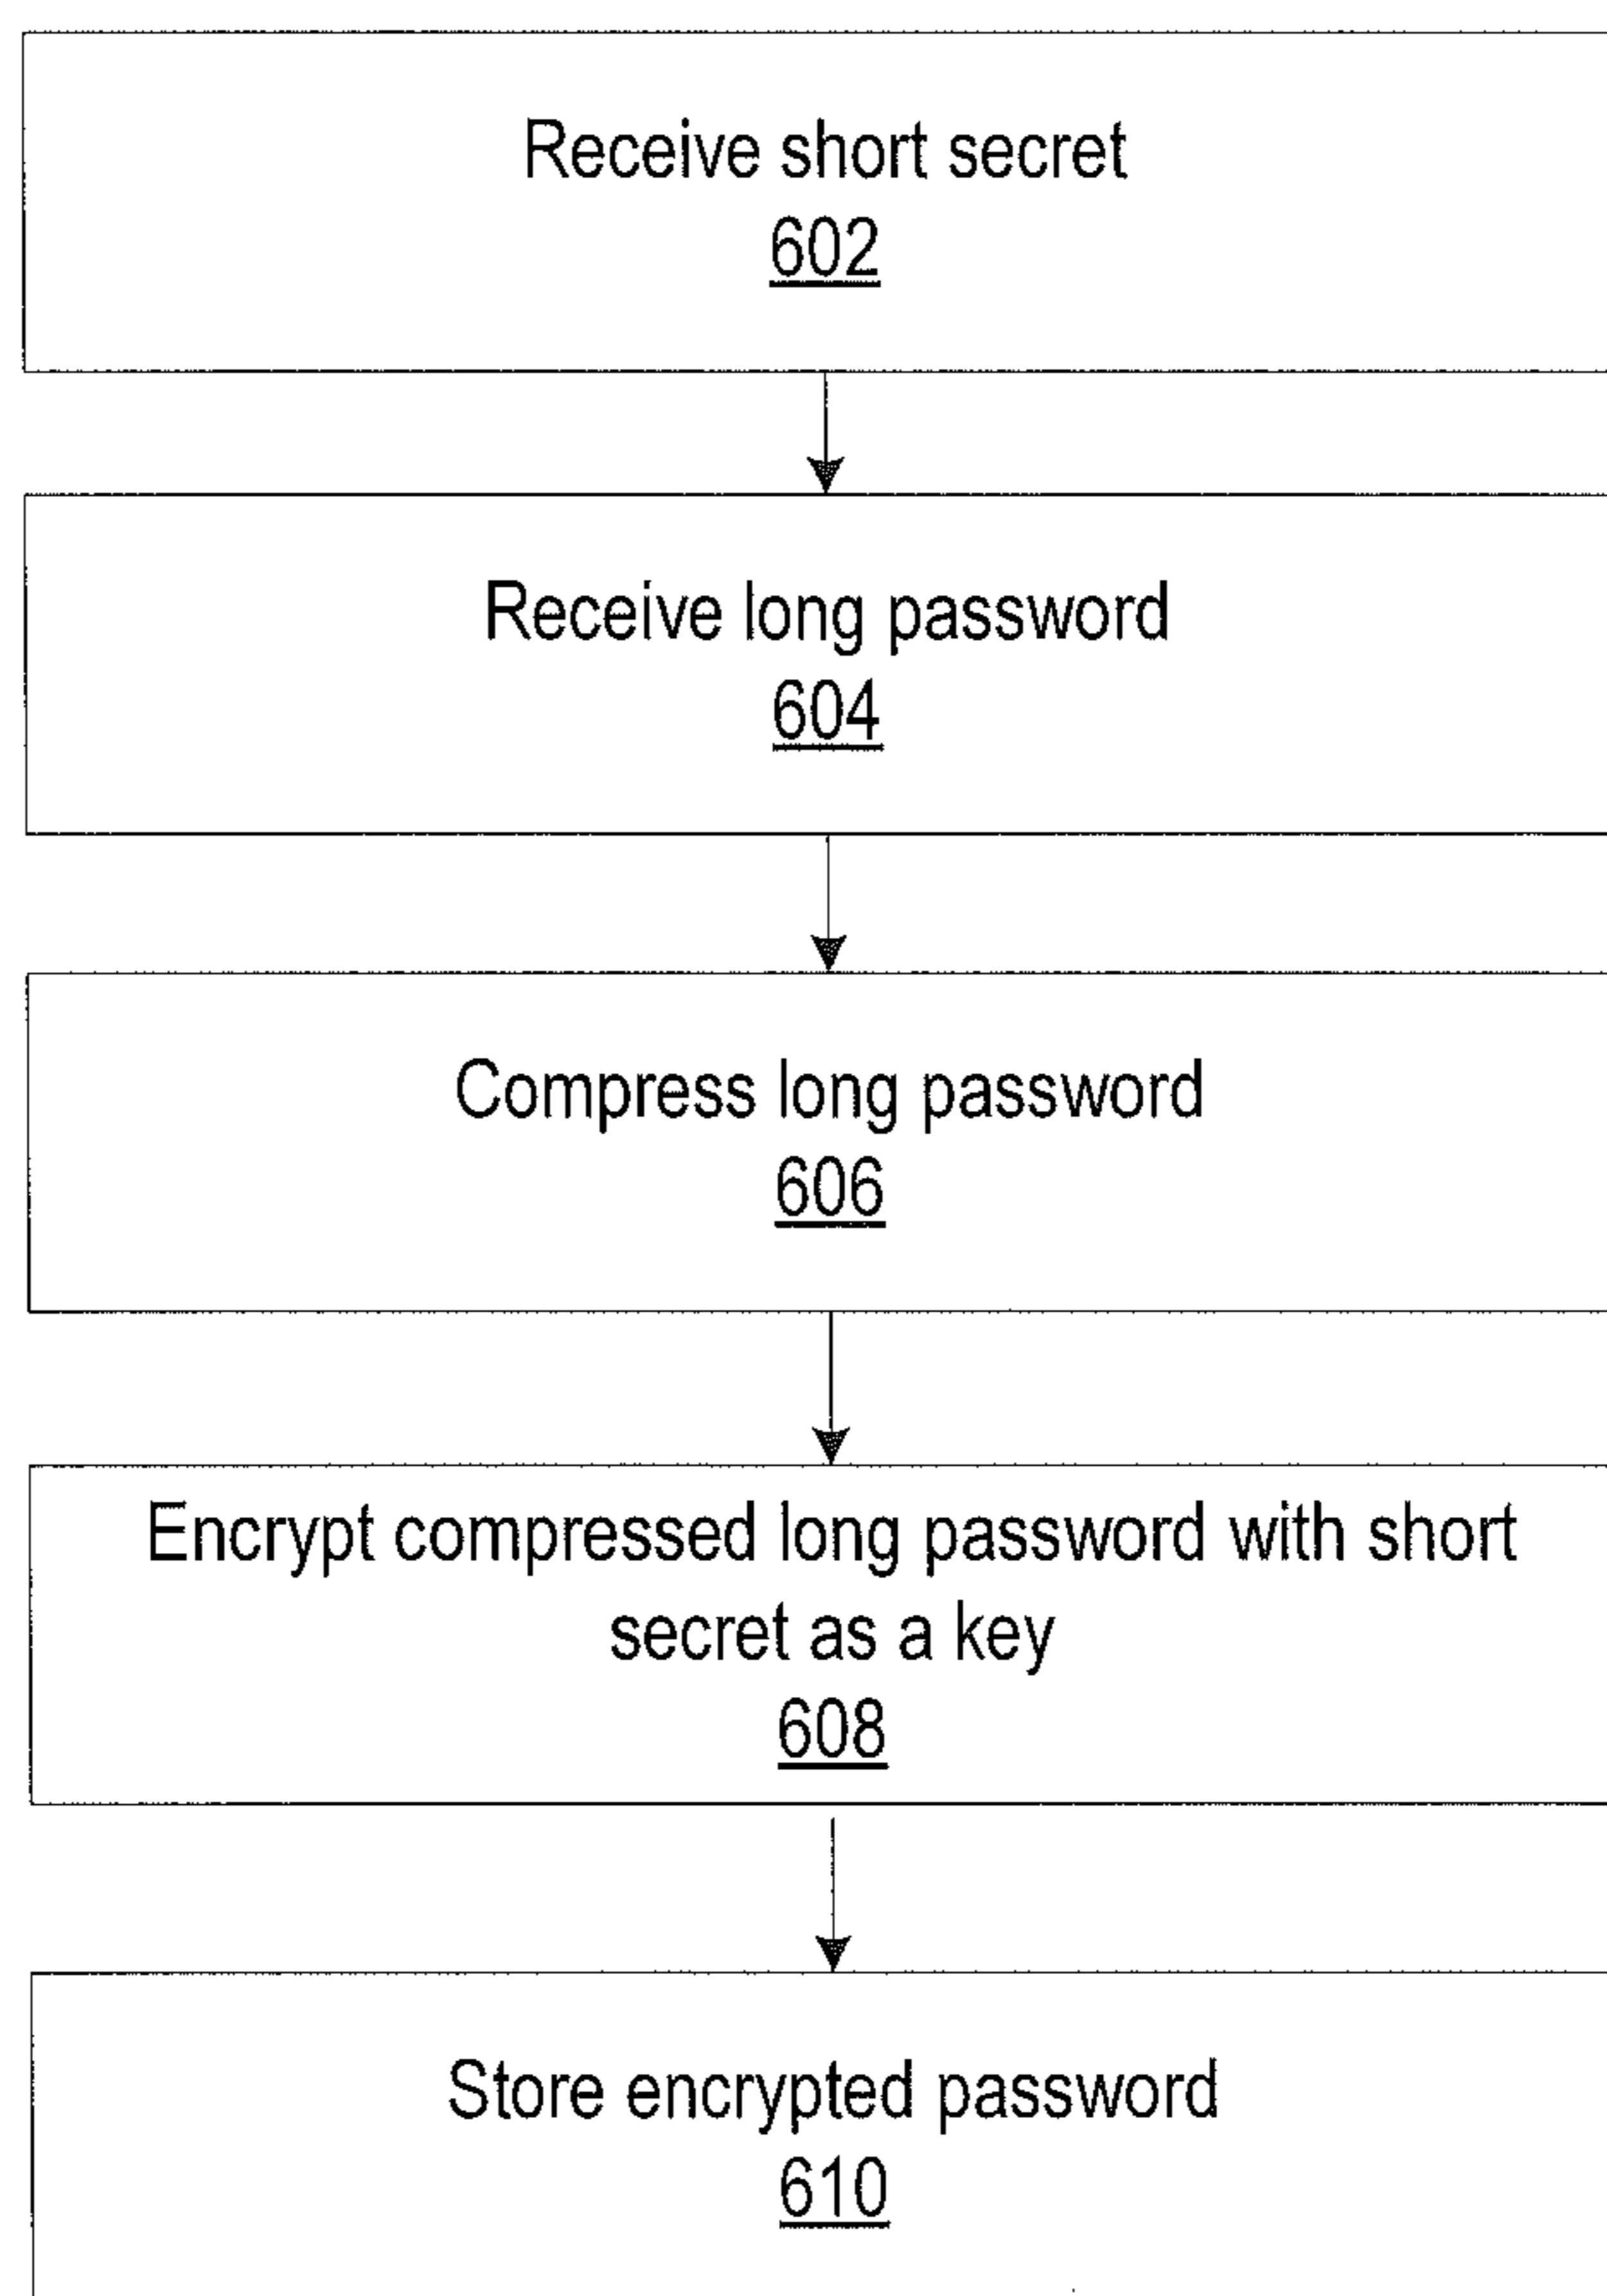 Receive short secret
602
Receive long password
604
Compress long password
606
Encrypt compressed long password with short
secret as a key
608
Store encrypted password
610